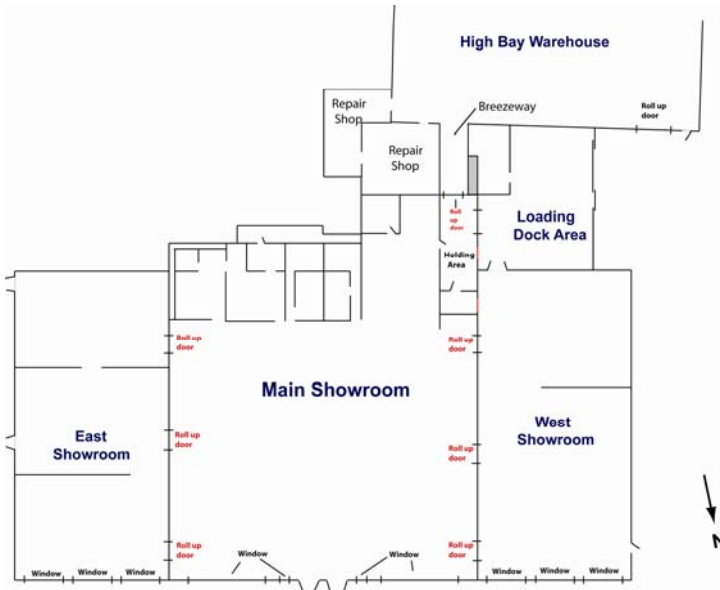 High Bay Warehouse
Repair
Shop
Breezeway
Roll up
door
Repair
Shop
Roll
up
door
Loading
Dock Area
Holding
Area
Roll up
door
Roll up
door
Main Showroom
East
Showroom
Roll up
door
West
Showroom
Roll up
door
Roll up
door
Roll up
door
Window
Window
Window
Window
Window
Window
Window
Window
N